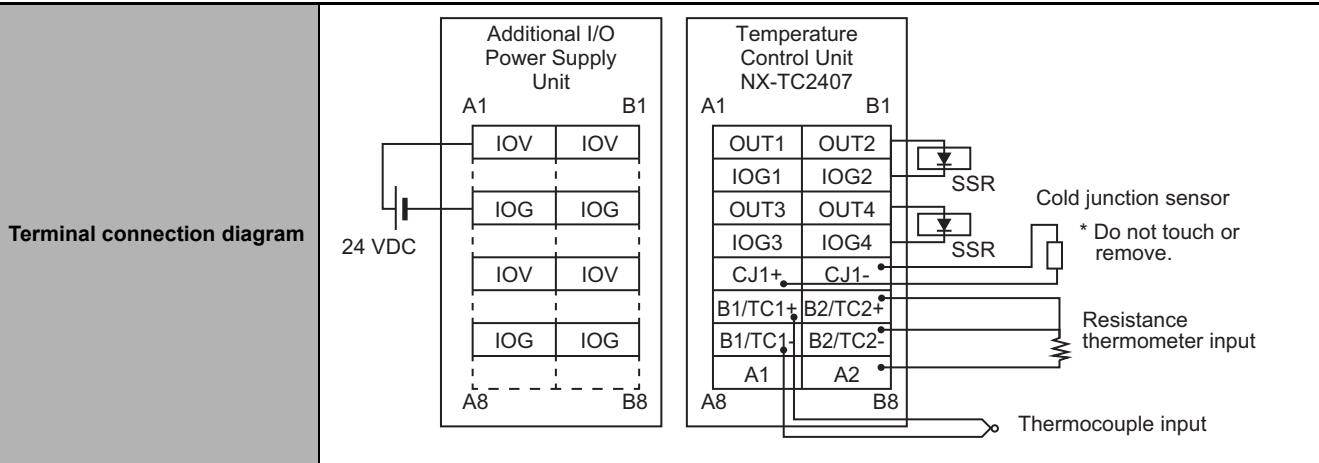 Terminal connection diagram
Additional I/O
Power Supply
Unit
A1 B1
IOV IOV
IOG IOG
IOV IOV
IOG IOG
A8 B8
24 VDC
Temperature
Control Unit
NX-TC2407
A1 B1
OUT1 OUT2
IOG1 IOG2
OUT3 OUT4
IOG3 IOG4
CJ1+ CJ1-
B1/TC1+ B2/TC2+
B1/TC1- B2/TC2-
A1 A2
A8 B8
SSR
SSR
Cold junction sensor
* Do not touch or
remove.
Resistance
thermometer input
Thermocouple input